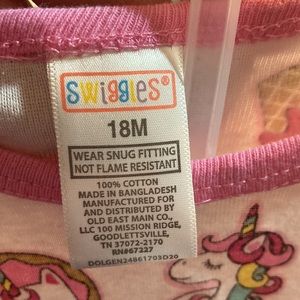 Swiggles®
18M
WEAR SNUG FITTING
NOT FLAME RESISTANT
100% COTTON
MADE IN BANGLADESH
MANUFACTURED FOR
AND DISTRIBUTED BY
OLD EAST MAIN CO.,
LLC 100 MISSION RIDGE,
GOODLETTSVILLE,
TN 37072-2170
RN#67227
DOLGEN24861703D20